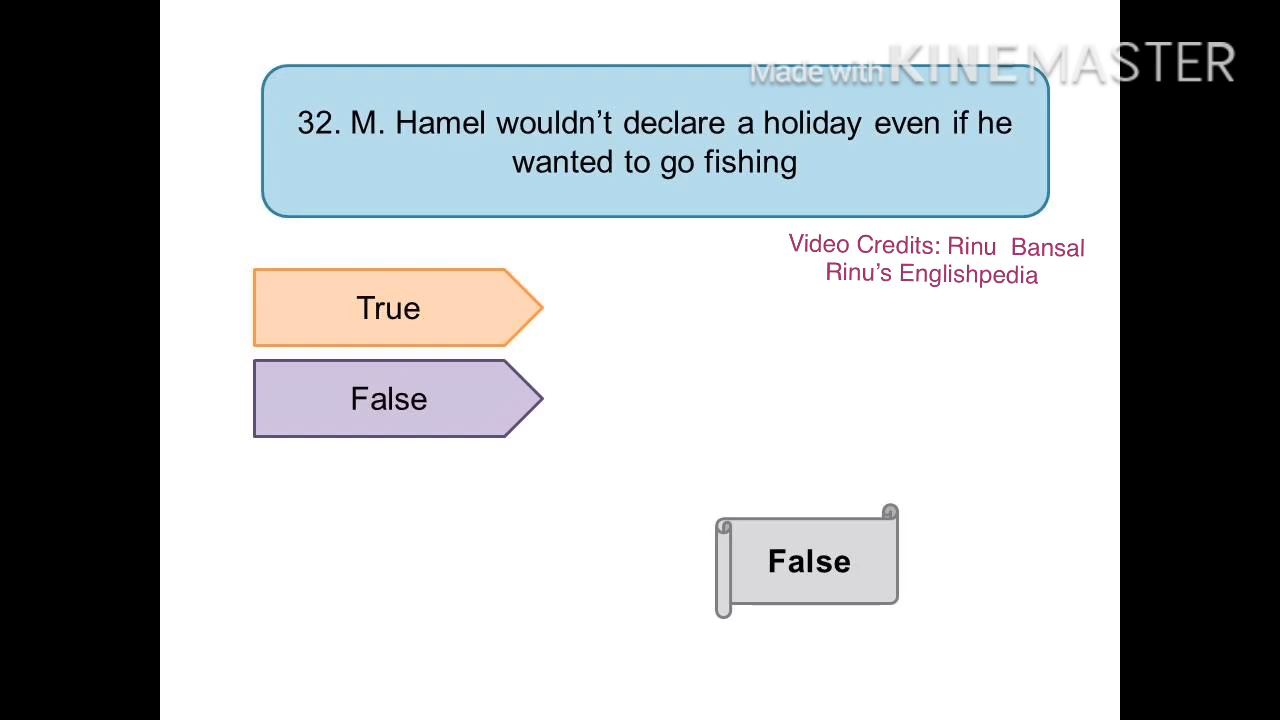 Made with KINEMASTER
32. M. Hamel wouldn't declare a holiday even if he
wanted to go fishing
Video Credits: Rinu Bansal
Rinu's Englishpedia
True
False
False